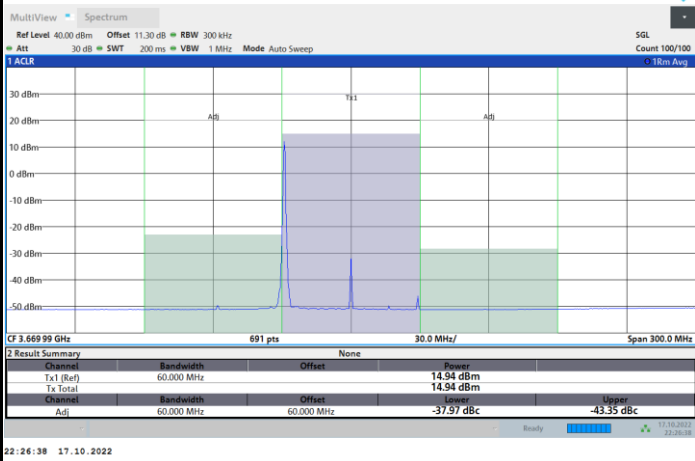 MultiView Spectrum
Ref Level 40.00 dBm Offset 11.30 dB RBW 300 kHz SGL
Att 30 dB SWT 200 ms VBW 1 MHz Mode Auto Sweep Count 100/100
1 ACLR 1Rm Avg
30 dBm
Tx1
20 dBm
Adj Adj
10 dBm
0 dBm
-10 dBm
-20 dBm
-30 dBm
-40 dBm
-50 dBm
CF 3.66999 GHz 691 pts 30.0 MHz/ Span 300.0 MHz
2 Result Summary None
Channel Bandwidth Offset Power
Tx1 (Ref) 60.000 MHz 14.94 dBm
Tx Total 14.94 dBm
Channel Bandwidth Offset Lower Upper
Adj 60.000 MHz 60.000 MHz -37.97 dBc -43.35 dBc
Ready 17.10.2022
22:26:38
22:26:38 17.10.2022